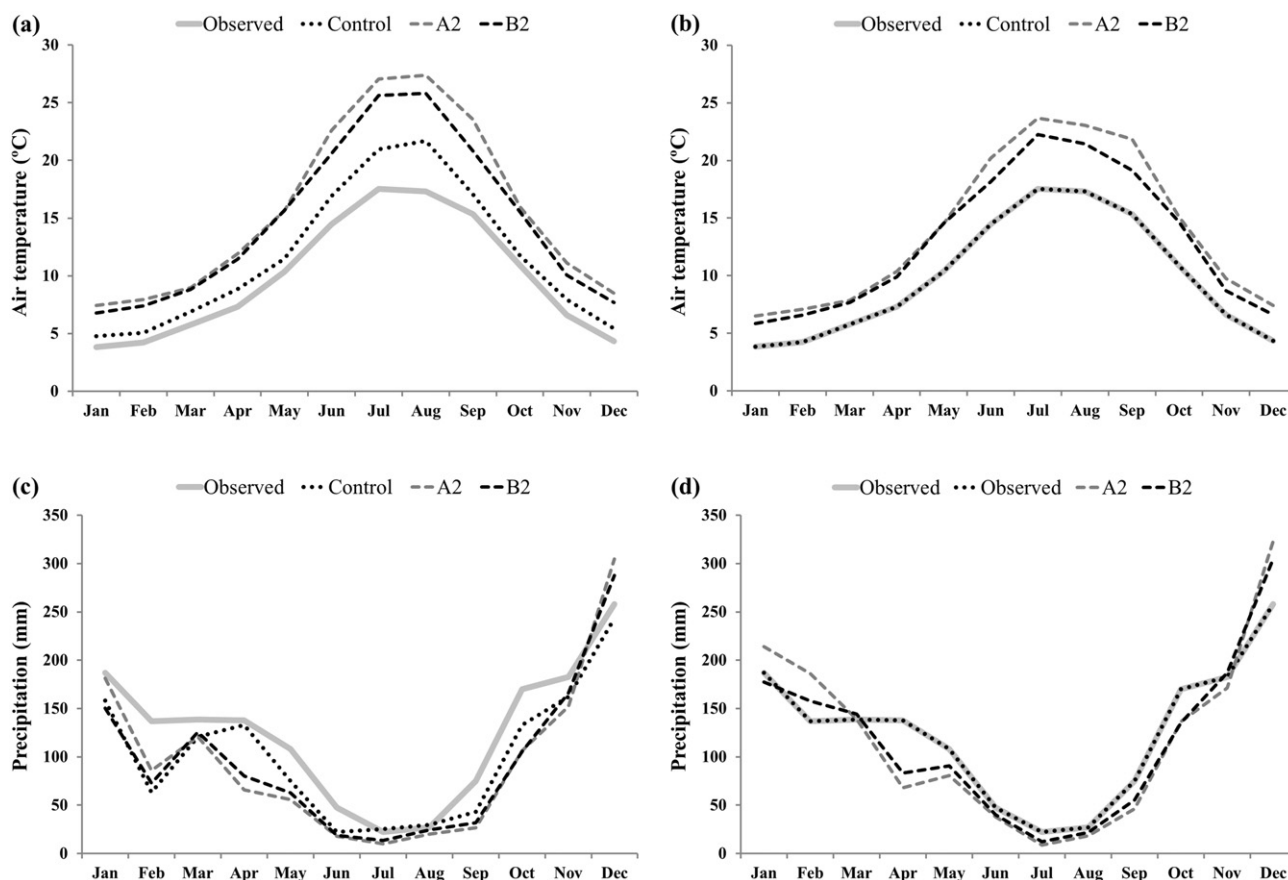 (a) Observed Control A2 B2
30
25
20
15
10
5
0
Air temperature (ºC)
Jan Feb Mar Apr May Jun Jul Aug Sep Oct Nov Dec
(b) Observed Control A2 B2
30
25
20
15
10
5
0
Air temperature (ºC)
Jan Feb Mar Apr May Jun Jul Aug Sep Oct Nov Dec
(c) Observed Control A2 B2
350
300
250
200
150
100
50
0
Precipitation (mm)
Jan Feb Mar Apr May Jun Jul Aug Sep Oct Nov Dec
(d) Observed Observed A2 B2
350
300
250
200
150
100
50
0
Precipitation (mm)
Jan Feb Mar Apr May Jun Jul Aug Sep Oct Nov Dec